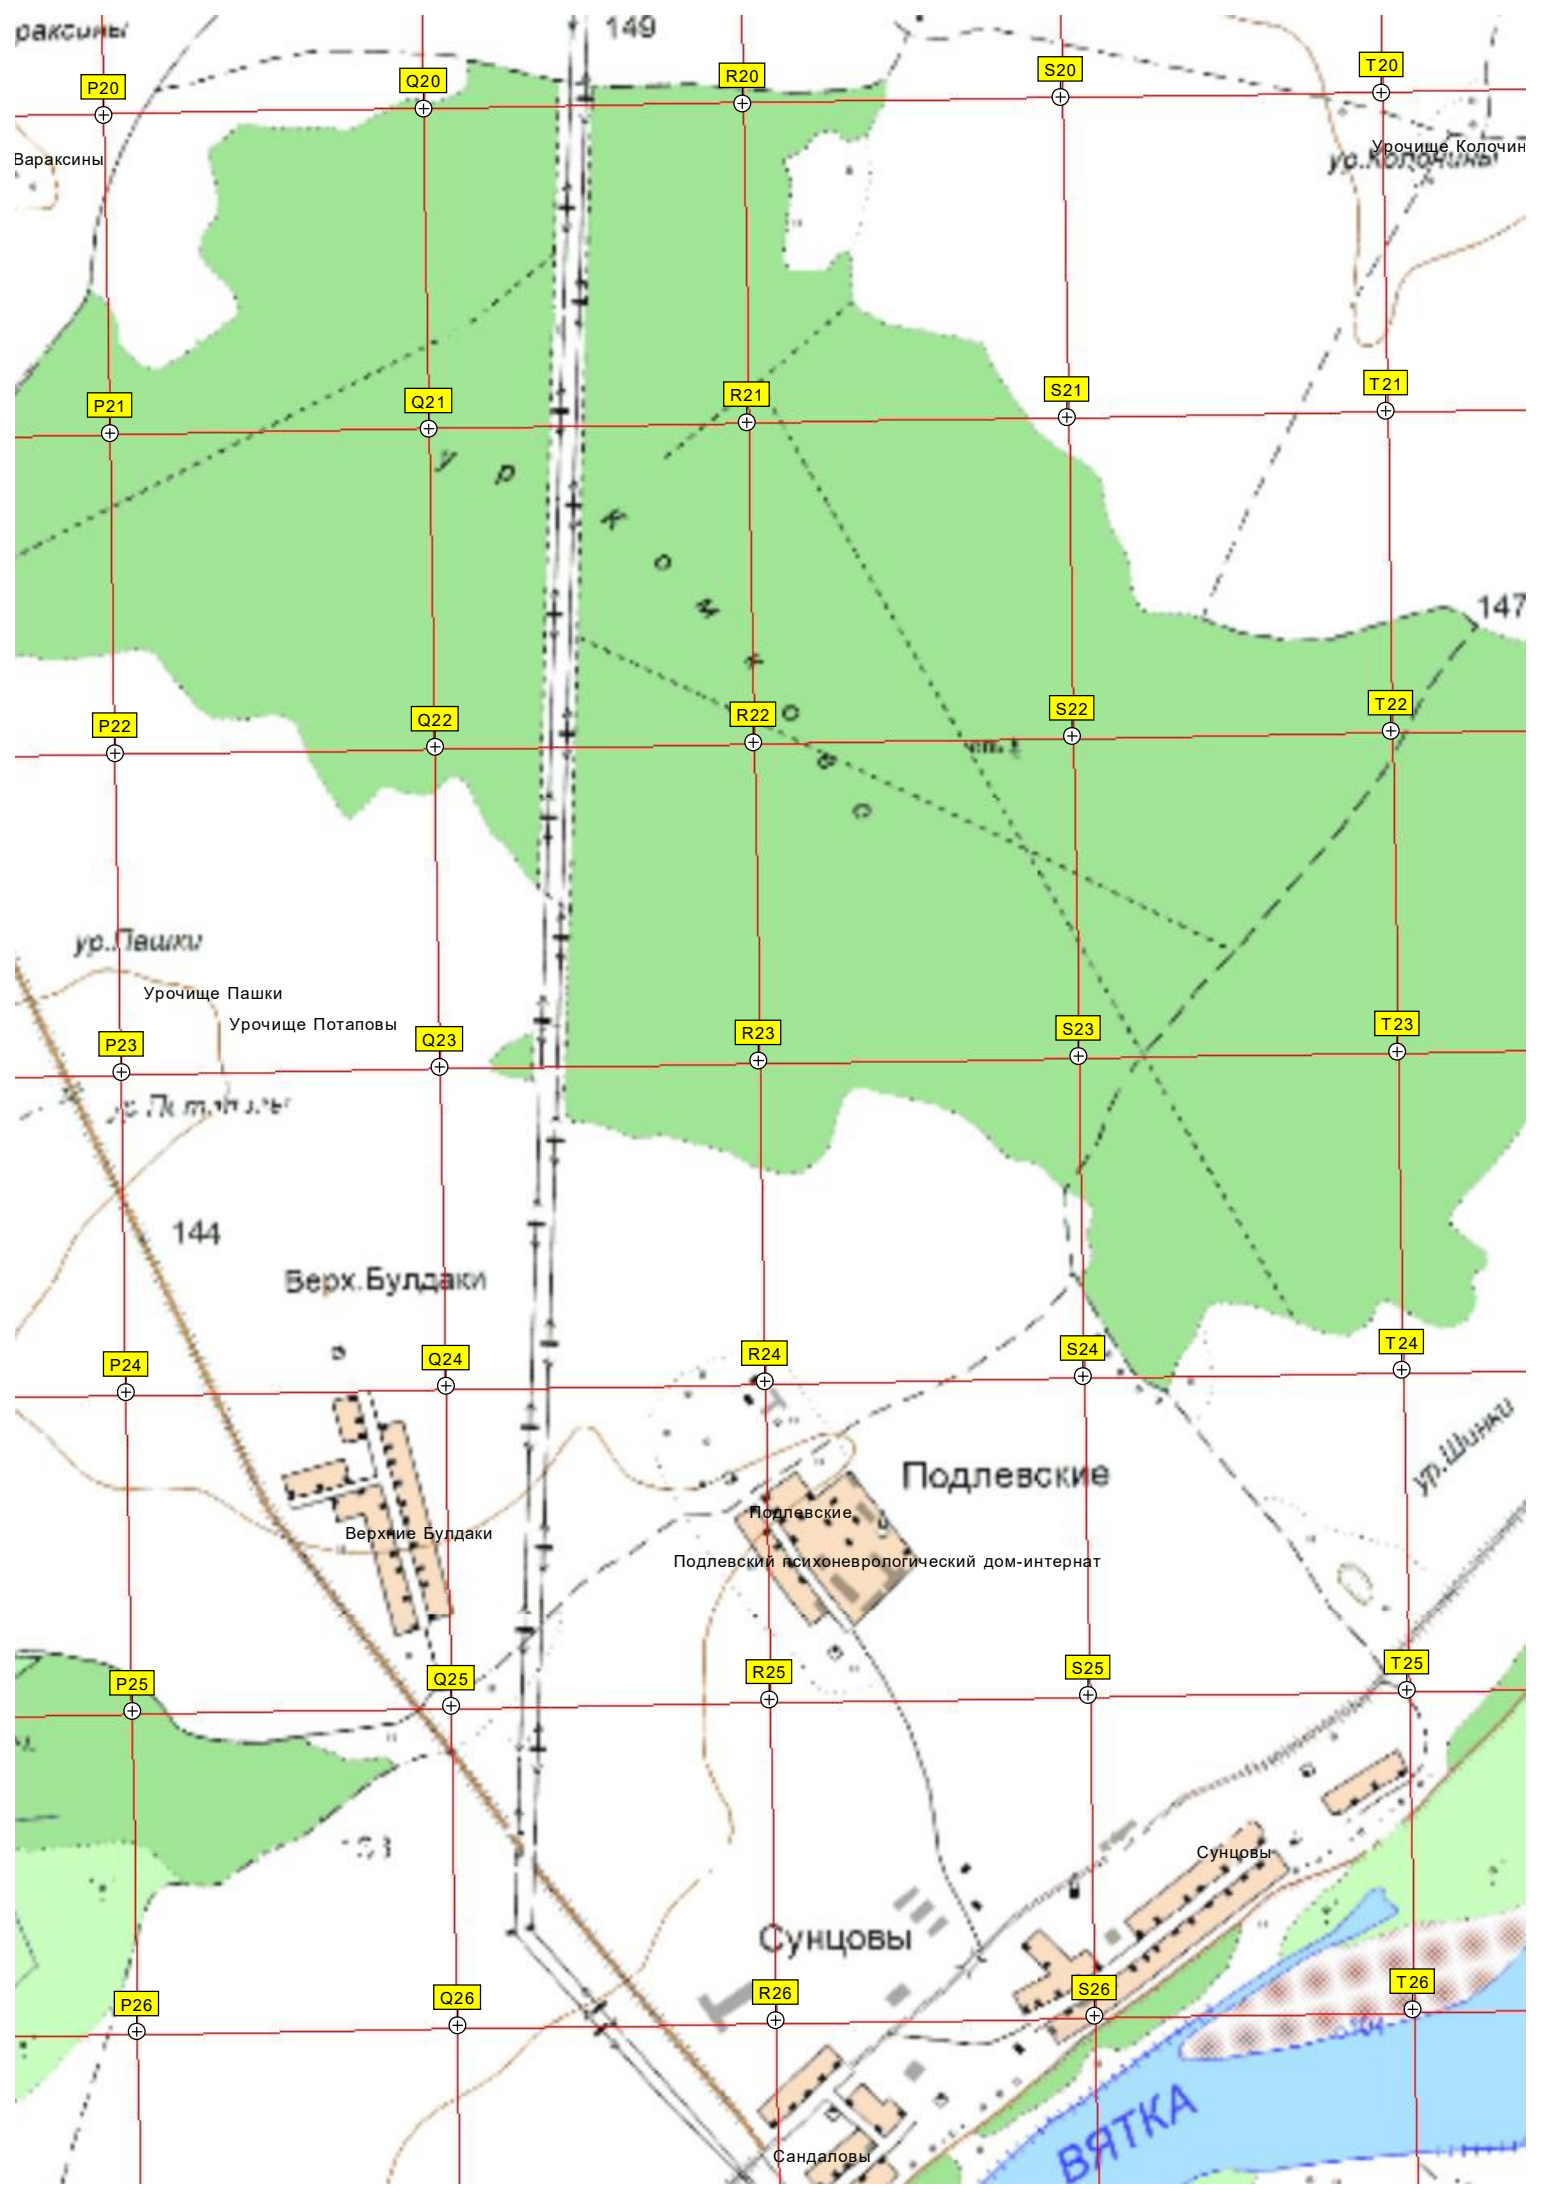 149
P20
Q20
R20
S20
T20
Вараксины
Урочище Колочин
ур.Колочины
P21
Q21
R21
S21
T21
ур Комковс
147
P22
Q22
R22
S22
T22
ур.Пашки
Урочище Пашки
Урочище Потаповы
P23
Q23
R23
S23
T23
144
Верх.Булдаки
P24
Q24
R24
S24
T24
ур.Шинки
Подлевские
Подлевские
Верхние Булдаки
Подлевский психоневрологический дом-интернат
P25
Q25
R25
S25
T25
Сунцовы
Сунцовы
P26
Q26
R26
S26
T26
ВЯТКА
Сандаловы